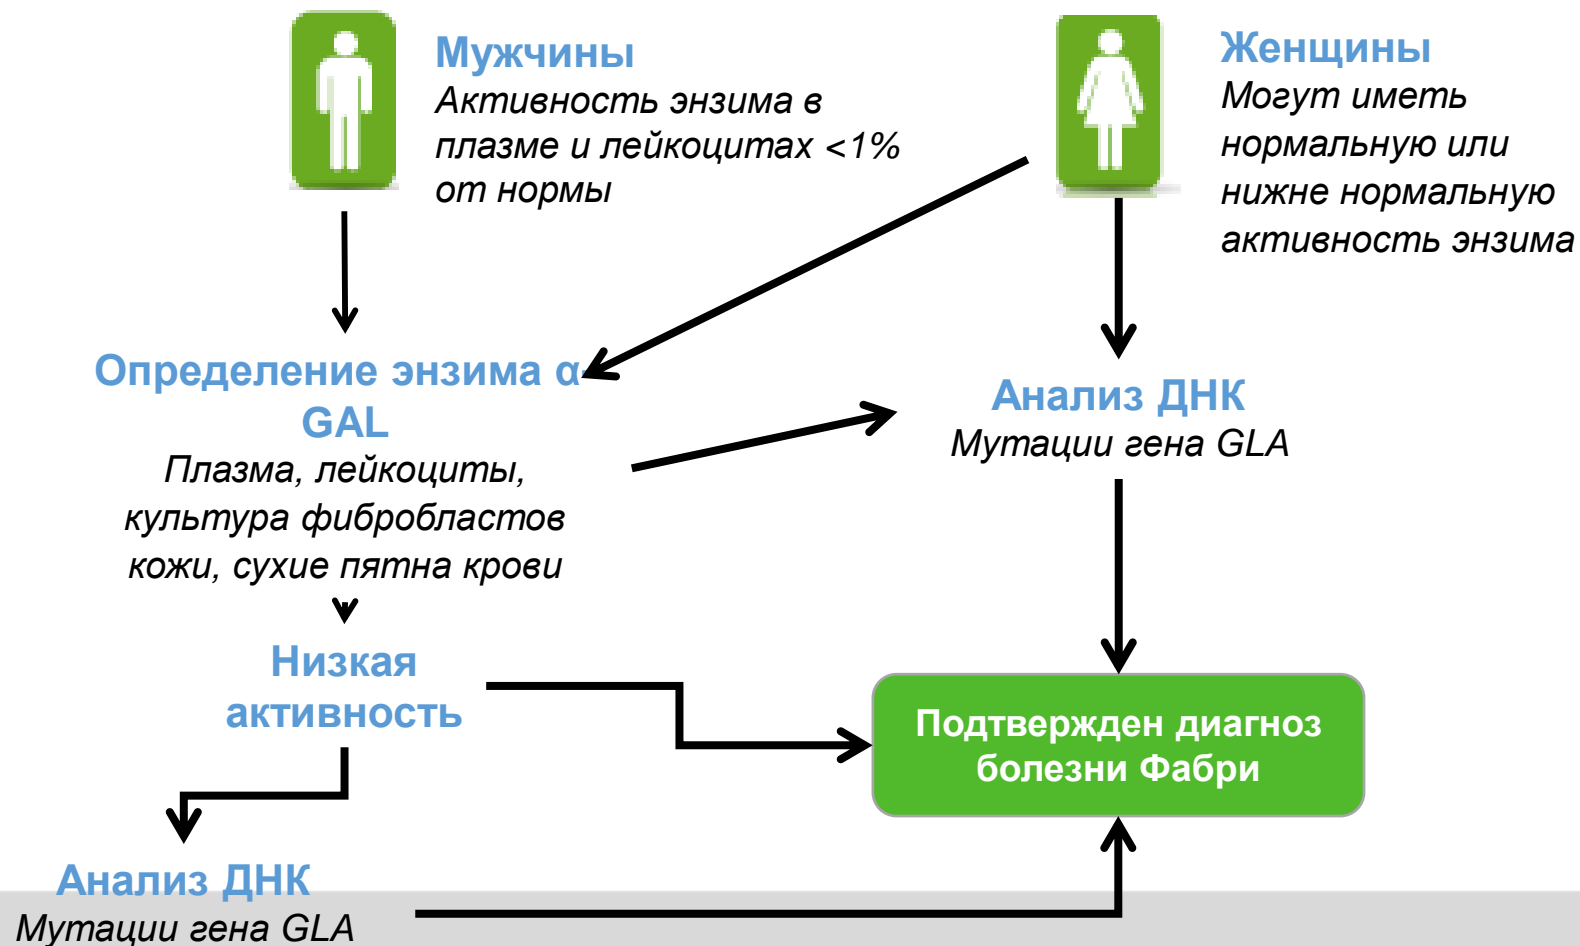 Мужчины
Активность энзима в
плазме и лейкоцитах <1%
от нормы
Женщины
Могут иметь
нормальную или
нижне нормальную
активность энзима
Определение энзима α
GAL
Плазма, лейкоциты,
культура фибробластов
кожи, сухие пятна крови
Анализ ДНК
Мутации гена GLA
Низкая
активность
Подтвержден диагноз
болезни Фабри
Анализ ДНК
Мутации гена GLA